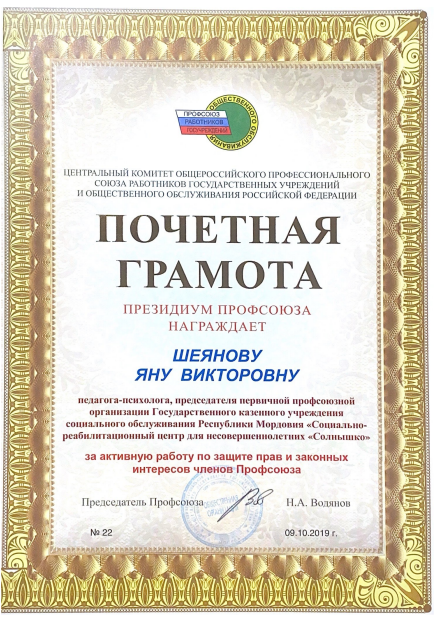 ПРОФСОЮЗ
РАБОТНИКОВ
ГОСУЧРЕЖДЕНИЙ
ОБЩЕСТВЕННОГО ОБСЛУЖИВАНИЯ
ЦЕНТРАЛЬНЫЙ КОМИТЕТ ОБЩЕРОССИЙСКОГО ПРОФЕССИОНАЛЬНОГО
СОЮЗА РАБОТНИКОВ ГОСУДАРСТВЕННЫХ УЧРЕЖДЕНИЙ
И ОБЩЕСТВЕННОГО ОБСЛУЖИВАНИЯ РОССИЙСКОЙ ФЕДЕРАЦИИ
ПОЧЕТНАЯ
ГРАМОТА
ПРЕЗИДИУМ ПРОФСОЮЗА
НАГРАЖДАЕТ
ШЕЯНОВУ
ЯНУ ВИКТОРОВНУ
педагога-психолога, председателя первичной профсоюзной
организации Государственного казенного учреждения
социального обслуживания Республики Мордовия «Социально-
реабилитационный центр для несовершеннолетних «Солнышко»
за активную работу по защите прав и законных
интересов членов Профсоюза
Председатель Профсоюза Н.А. Водянов
№ 22 09.10.2019 г.